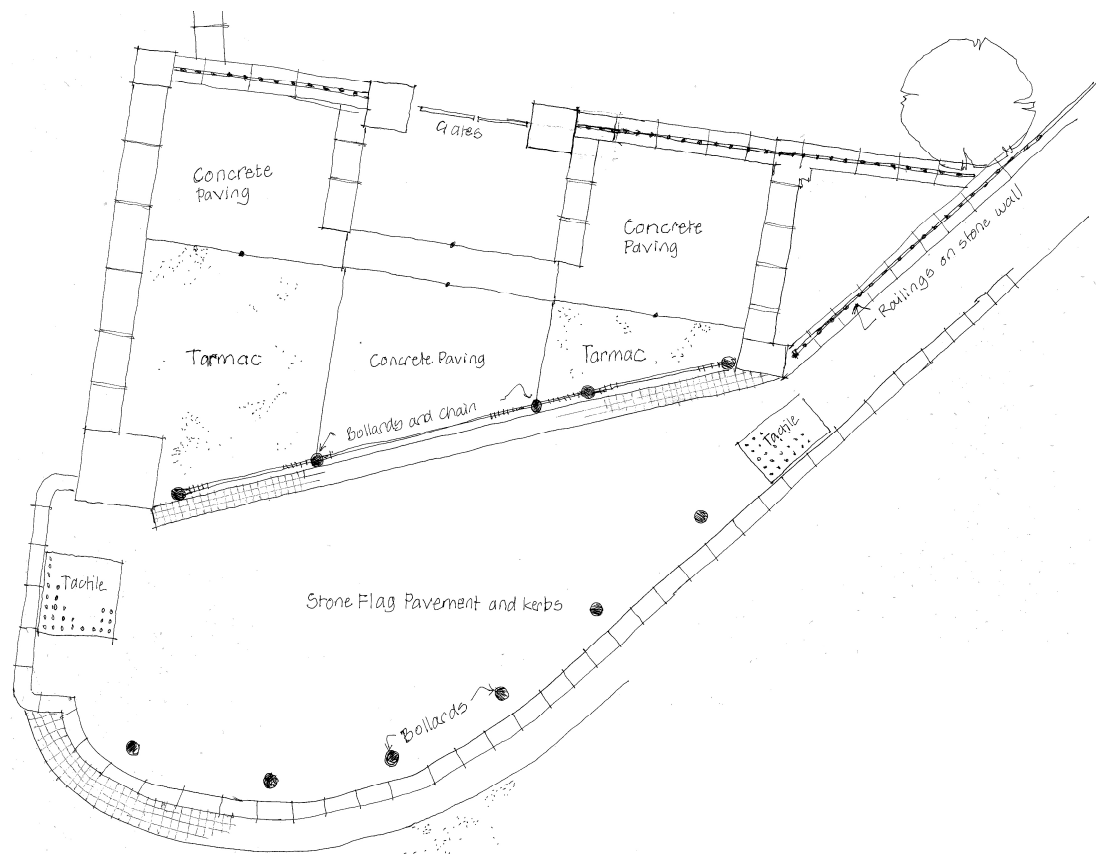 Gates
Concrete
Paving
Concrete
Paving
Railings on stone wall
Tarmac
Concrete Paving
Tarmac
Bollards and Chain
Tactile
Tactile
Stone Flag Pavement and kerbs
Bollards